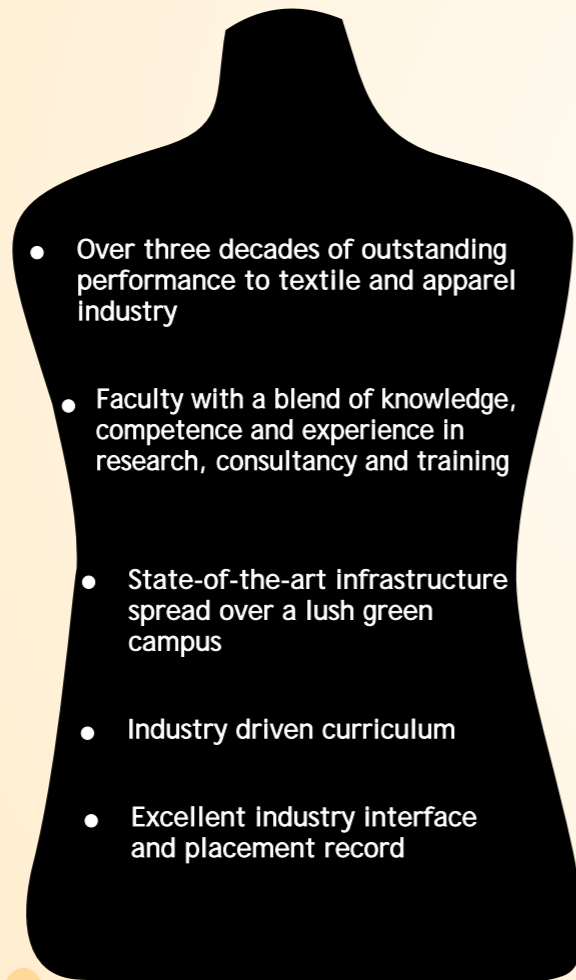 • Over three decades of outstanding
performance to textile and apparel
industry
• Faculty with a blend of knowledge,
competence and experience in
research, consultancy and training
• State-of-the-art infrastructure
spread over a lush green
campus
• Industry driven curriculum
• Excellent industry interface
and placement record